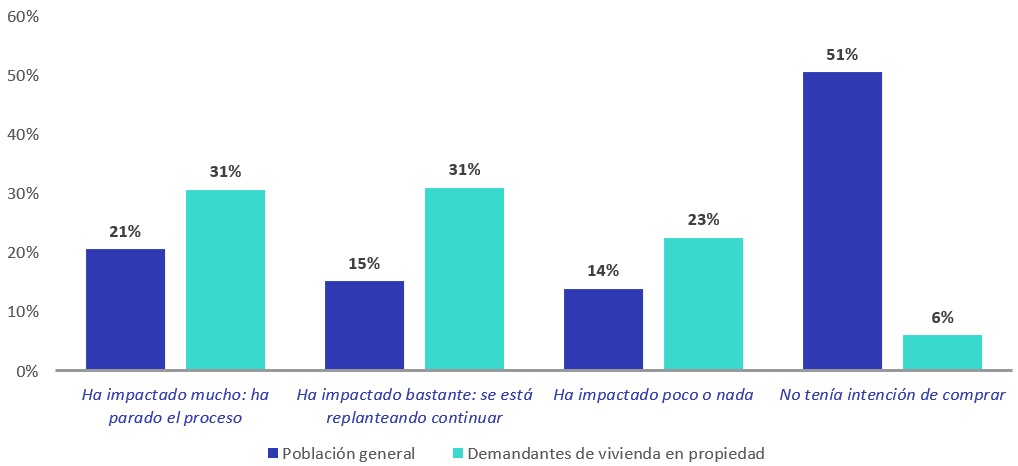 60%
50%
40%
30%
20%
10%
0%
21%
31%
15%
31%
14%
23%
51%
6%
Ha impactado mucho: ha
parado el proceso
Ha impactado bastante: se está
replanteando continuar
Ha impactado poco o nada
No tenía intención de comprar
Población general
Demandantes de vivienda en propiedad